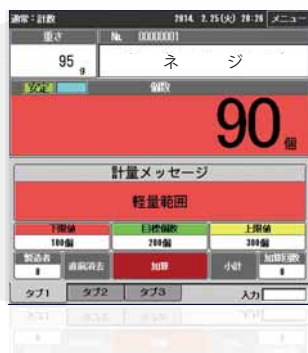 通常：計数 2014. 2. 25(火) 20:26 メニュー
重さ No. 00000001
95 g ネジ
安定 個数
90 個
計量メッセージ
軽量範囲
下限値 目標個数 上限値
100個 200個 300個
製造者 直前消去 加算 小計 加算回数
0 0
タブ1 タブ2 タブ3 入力